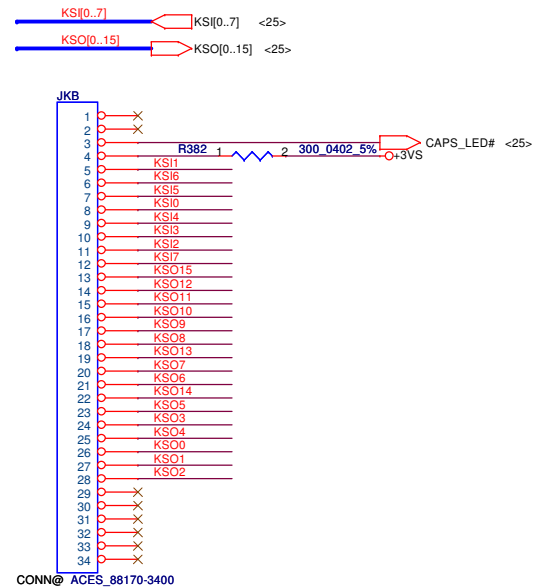 KSI[0..7]
KSI[0..7] <25>
KSO[0..15]
KSO[0..15] <25>
JKB
1
2
3 CAPS_LED# <25>
4 R382 1 2 300_0402_5% +3VS
5 KSI1
6 KSI6
7 KSI5
8 KSI0
9 KSI4
10 KSI3
11 KSI2
12 KSI7
13 KSO15
14 KSO12
15 KSO11
16 KSO10
17 KSO9
18 KSO8
19 KSO13
20 KSO7
21 KSO6
22 KSO14
23 KSO5
24 KSO3
25 KSO4
26 KSO0
27 KSO1
28 KSO2
29
30
31
32
33
34
CONN@ ACES_88170-3400